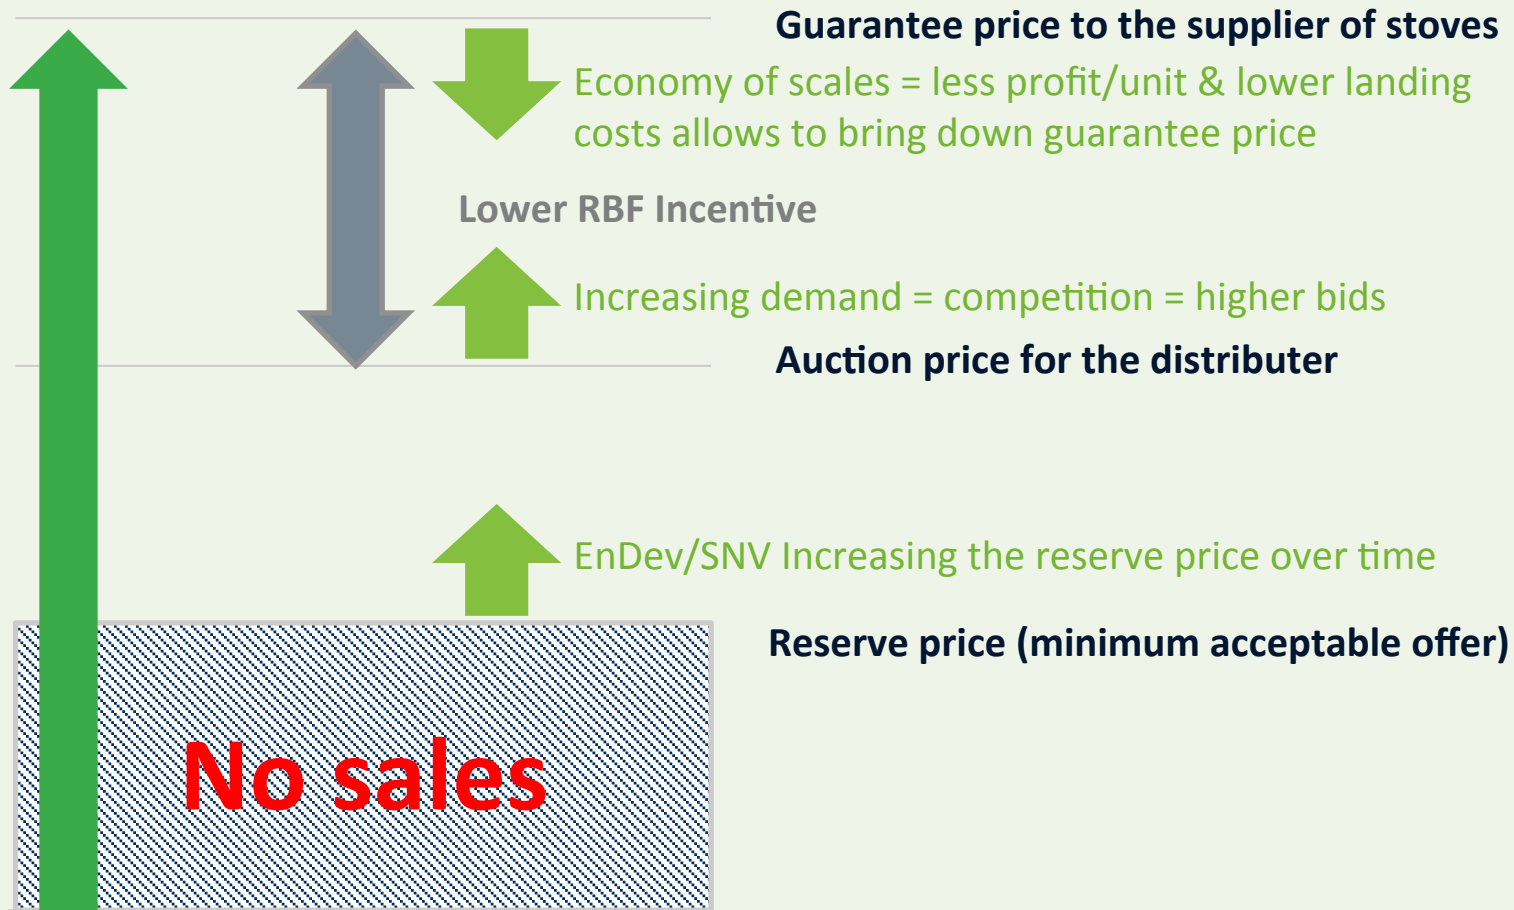 Guarantee price to the supplier of stoves
Economy of scales = less profit/unit & lower landing
costs allows to bring down guarantee price
Lower RBF Incentive
Increasing demand = competition = higher bids
Auction price for the distributer
EnDev/SNV Increasing the reserve price over time
Reserve price (minimum acceptable offer)
No sales